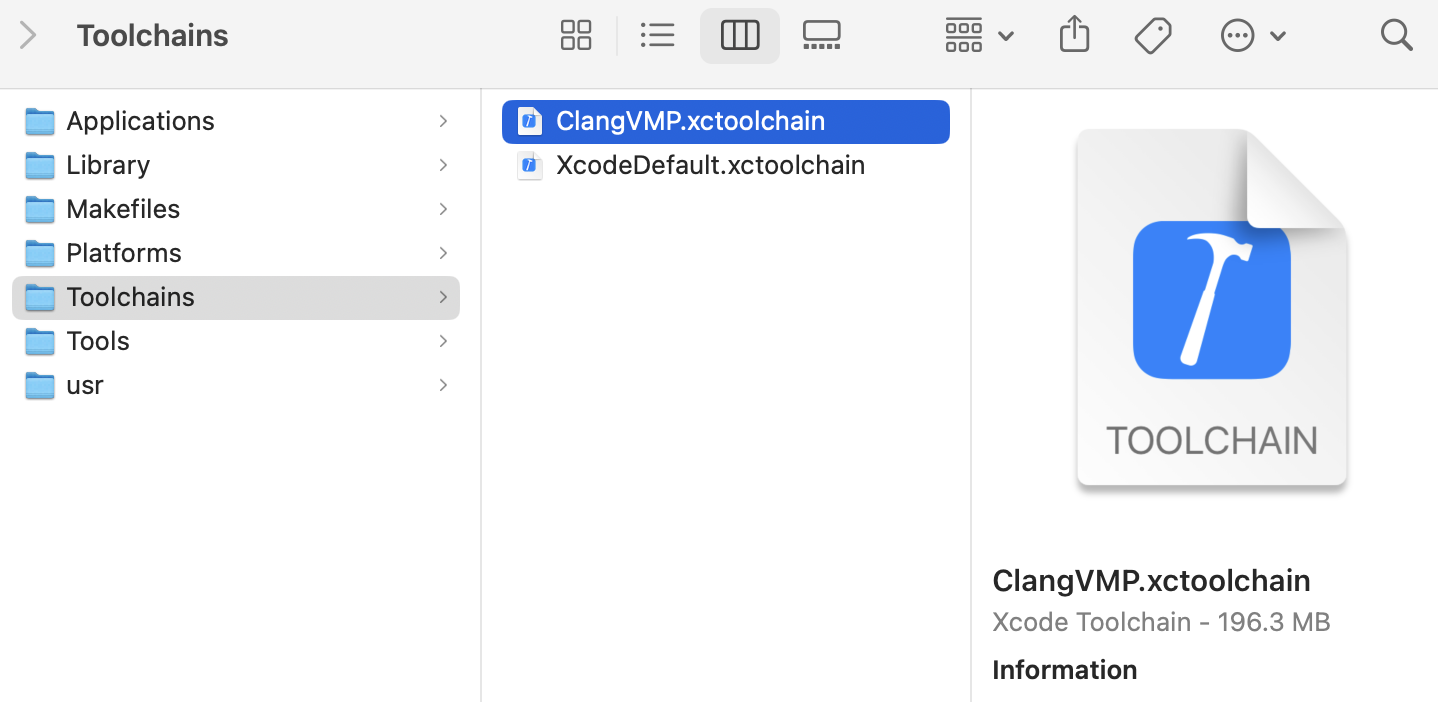 Toolchains
Applications
Library
Makefiles
Platforms
Toolchains
Tools
usr
ClangVMP.xctoolchain
XcodeDefault.xctoolchain
TOOLCHAIN
ClangVMP.xctoolchain
Xcode Toolchain - 196.3 MB
Information